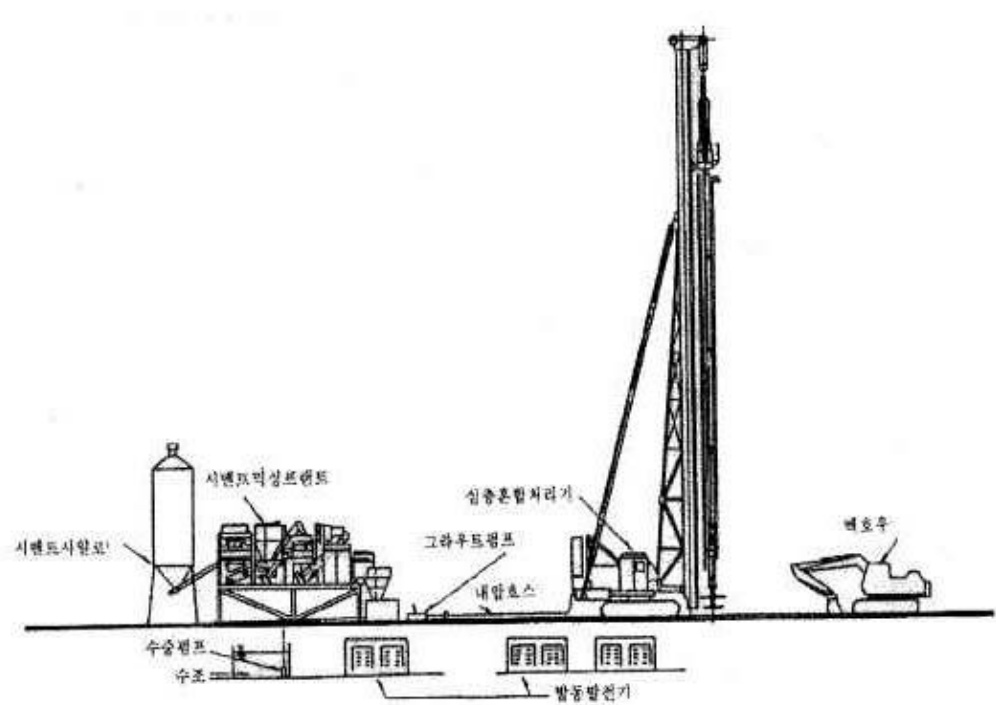 시멘트믹싱프랜트
심층혼합처리기
그라우트펌프
시멘트사일로
내압호스
백호우
수중펌프
수조
발동발전기